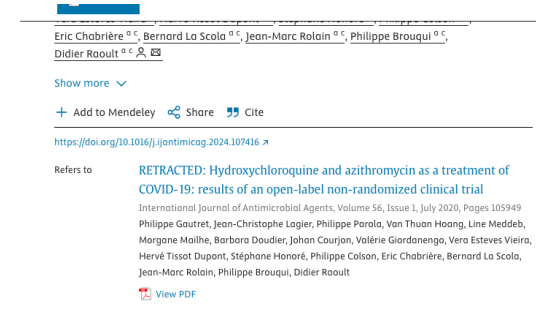 Eric Chabrière a c, Bernard La Scola a c, Jean-Marc Rolain a c, Philippe Brouqui a c,
Didier Raoult a c
Show more
Add to Mendeley Share Cite
https://doi.org/10.1016/j.ijantimicag.2024.107416
Refers to
RETRACTED: Hydroxychloroquine and azithromycin as a treatment of
COVID-19: results of an open-label non-randomized clinical trial
International Journal of Antimicrobial Agents, Volume 56, Issue 1, July 2020, Pages 105949
Philippe Gautret, Jean-Christophe Lagier, Philippe Parola, Van Thuan Hoang, Line Meddeb,
Morgane Mailhe, Barbara Doudier, Johan Courjon, Valérie Giordanengo, Vera Esteves Vieira,
Hervé Tissot Dupont, Stéphane Honoré, Philippe Colson, Eric Chabrière, Bernard La Scola,
Jean-Marc Rolain, Philippe Brouqui, Didier Raoult
View PDF